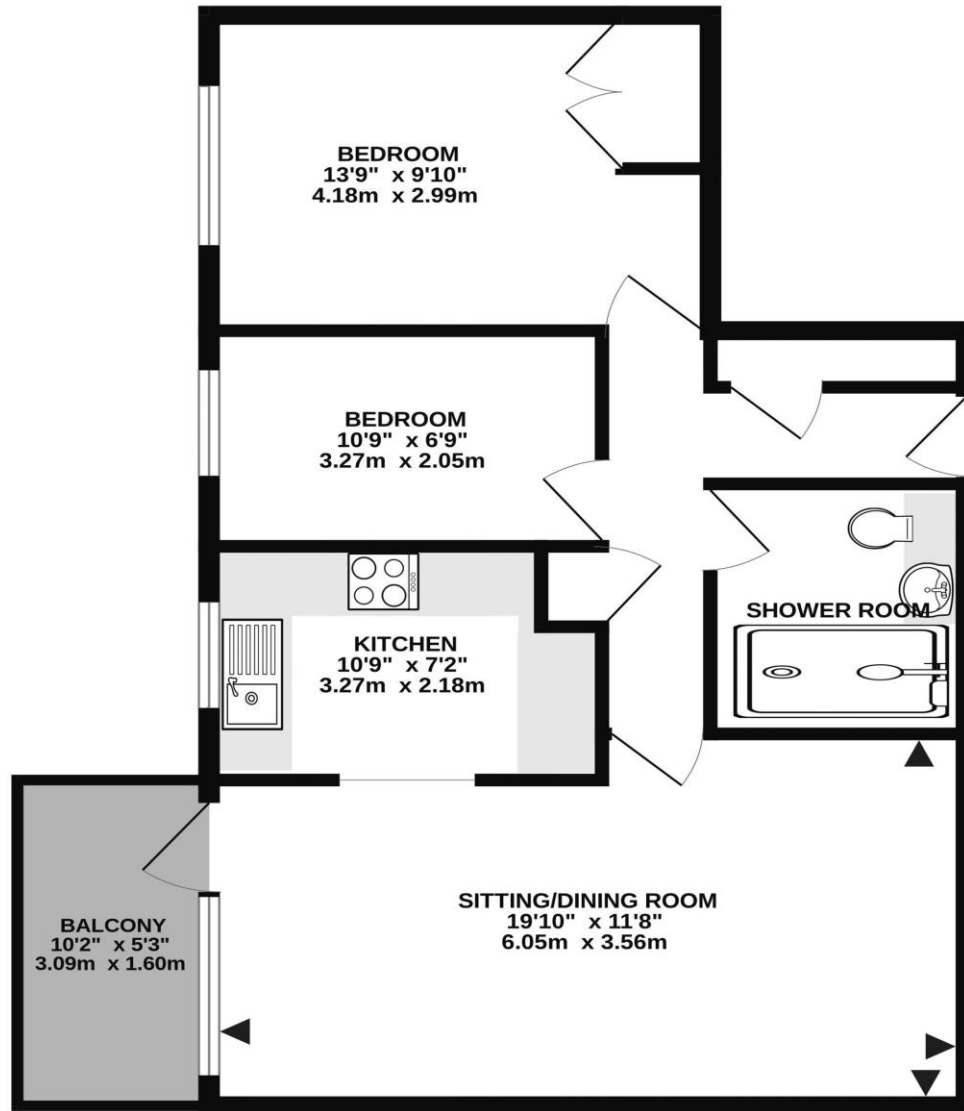 BEDROOM
13'9" x 9'10"
4.18m x 2.99m
BEDROOM
10'9" x 6'9"
3.27m x 2.05m
KITCHEN
10'9" x 7'2"
3.27m x 2.18m
SHOWER ROOM
SITTING/DINING ROOM
19'10" x 11'8"
6.05m x 3.56m
BALCONY
10'2" x 5'3"
3.09m x 1.60m